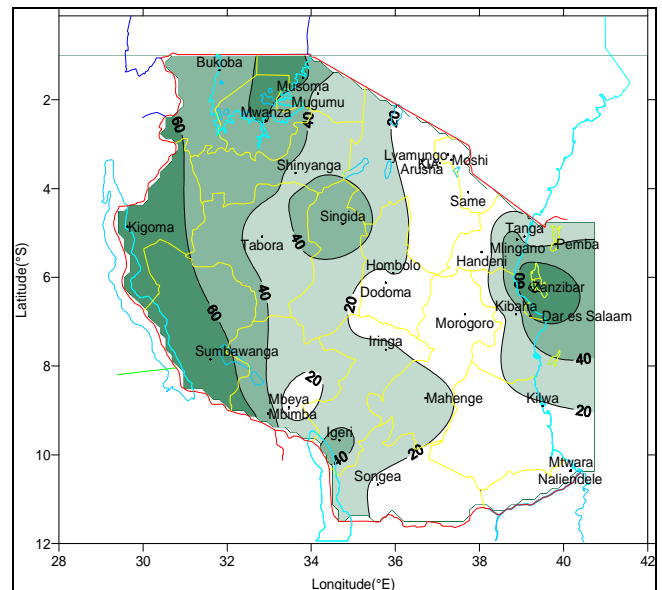 Bukoba
Musoma
2
Mugumu
Mwanza
40
20
60
Lyamungo
Moshi
KIA
Arusha
Shinyanga
4
Same
Singida
Kigoma
Tanga
Tabora
40
Mlingano
Pemba
Handeni
Hombolo
6
60
Zanzibar
Dodoma
40
20
Kibaha
60
Morogoro
Dar es Salaam
Iringa
Sumbawanga
8
40
20
Mbeya
Mahenge
Kilwa
Mbimba
20
Igeri
20
40
10
Mtwara
Songea
Naliendele
12
28
30
32
34
36
38
40
42
Latitude(°S)
Longitude(°E)